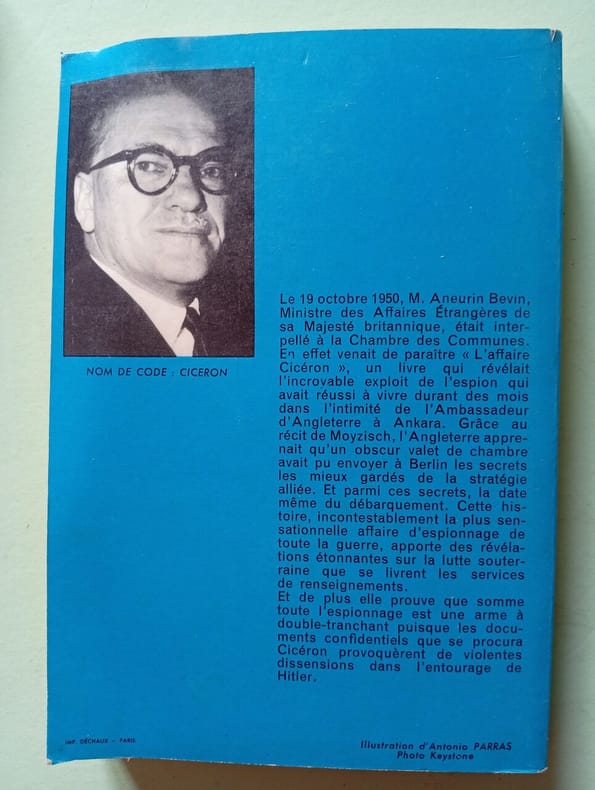 NOM DE CODE : CICERON
Le 19 octobre 1950, M. Aneurin Bevin,
Ministre des Affaires Étrangères de
sa Majesté britannique, était inter-
pellé à la Chambre des Communes.
En effet venait de paraître « L'affaire
Cicéron », un livre qui révélait
l'incroyable exploit de l'espion qui
avait réussi à vivre durant des mois
dans l'intimité de l'Ambassadeur
d'Angleterre à Ankara. Grâce au
récit de Moyzisch, l'Angleterre appre-
nait qu'un obscur valet de chambre
avait pu envoyer à Berlin les secrets
les mieux gardés de la stratégie
alliée. Et parmi ces secrets, la date
même du débarquement. Cette his-
toire, incontestablement la plus sen-
sationnelle affaire d'espionnage de
toute la guerre, apporte des révéla-
tions étonnantes sur la lutte souter-
raine que se livrent les services
de renseignements.
Et de plus elle prouve que somme
toute l'espionnage est une arme à
double-tranchant puisque les docu-
ments confidentiels que se procura
Cicéron provoquèrent de violentes
dissensions dans l'entourage de
Hitler.
IMP. DÉCHAUX — PARIS
Illustration d'Antonio PARRAS
Photo Keystone